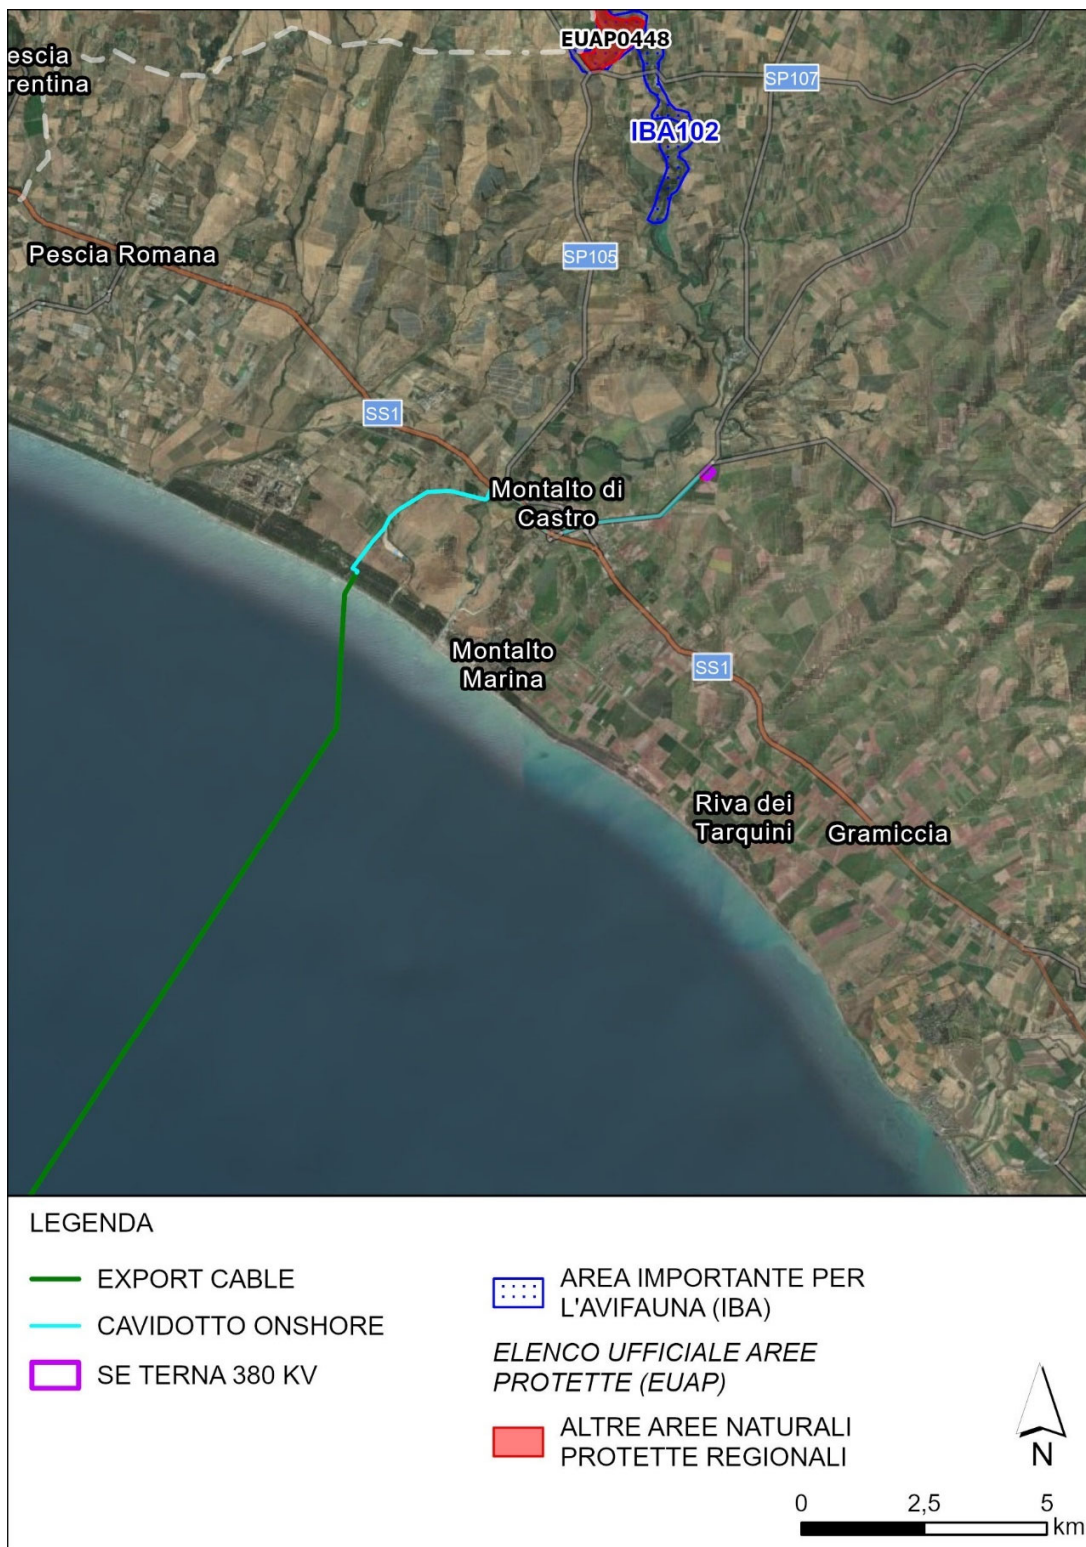 EUAP0448
escia
rentina
SP107
IBA102
Pescia Romana
SP105
SS1
Montalto di
Castro
Montalto
Marina
SS1
Riva dei
Tarquini
Gramiccia
LEGENDA
EXPORT CABLE
CAVIDOTTO ONSHORE
SE TERNA 380 KV
AREA IMPORTANTE PER
L'AVIFAUNA (IBA)
ELENCO UFFICIALE AREE
PROTETTE (EUAP)
ALTRE AREE NATURALI
PROTETTE REGIONALI
N
0 2,5 5
km